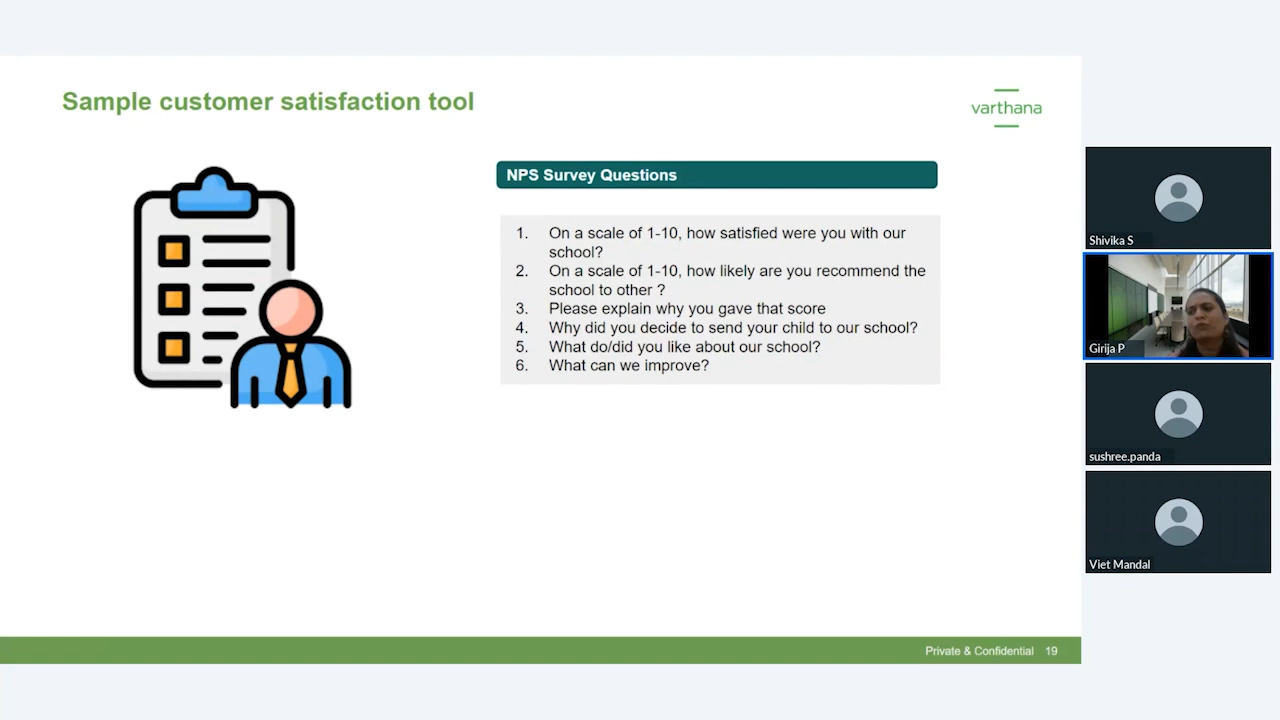 Sample customer satisfaction tool
varthana
NPS Survey Questions
1. On a scale of 1-10, how satisfied were you with our
school?
2. On a scale of 1-10, how likely are you recommend the
school to other ?
3. Please explain why you gave that score
4. Why did you decide to send your child to our school?
5. What do/did you like about our school?
6. What can we improve?
Private & Confidential 19
Shivika S
Girija P
sushree.panda
Viet Mandal